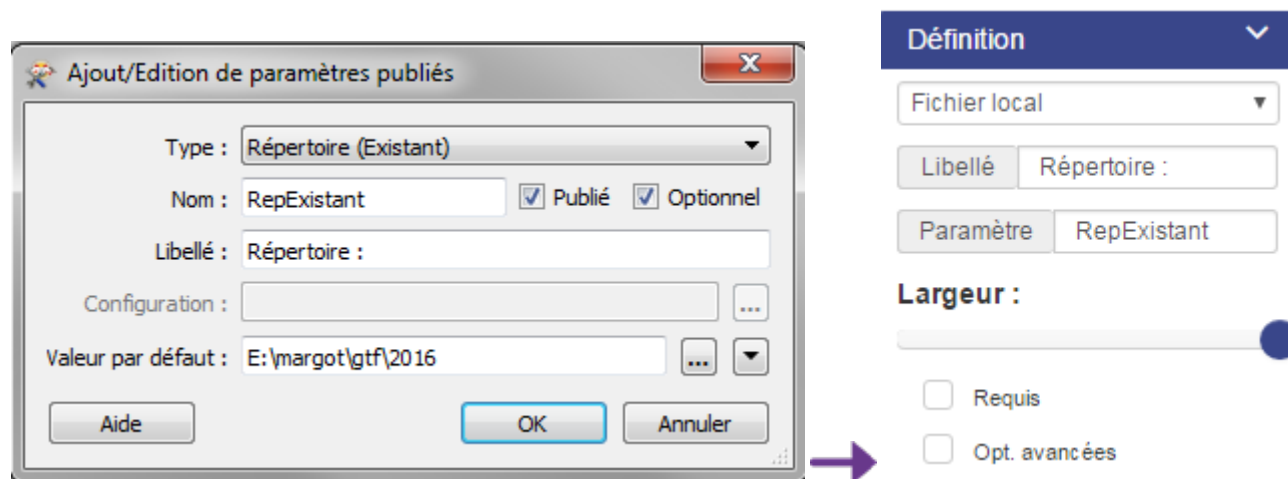 Ajout/Edition de paramètres publiés
Type : Répertoire (Existant)
Nom : RepExistant Publié Optionnel
Libellé : Répertoire :
Configuration : ...
Valeur par défaut : E:\margot\gtf\2016 ...
Aide OK Annuler
Définition
Fichier local
Libellé Répertoire :
Paramètre RepExistant
Largeur :
Requis
Opt. avancées